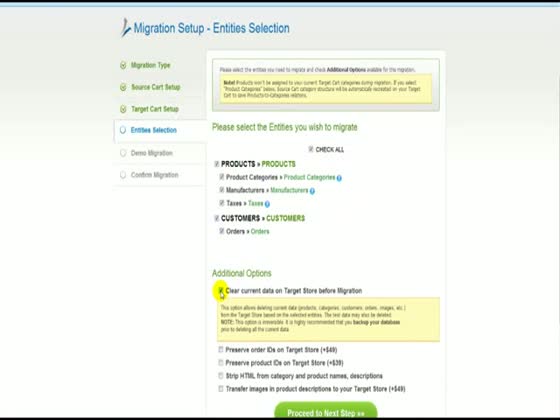 Migration Setup - Entities Selection
Migration Type
Source Cart Setup
Target Cart Setup
Entities Selection
Demo Migration
Confirm Migration
Please select the entities you need to migrate and check Additional Options available for this migration.
Note! Products won't be assigned to your current Target Cart categories during migration. If you select
"Product Categories" below, Source Cart category structure will be automatically recreated on your Target
Cart to save Products-to-Categories relations.
Please select the Entities you wish to migrate
CHECK ALL
PRODUCTS » PRODUCTS
Product Categories » Product Categories
Manufacturers » Manufacturers
Taxes » Taxes
CUSTOMERS » CUSTOMERS
Orders » Orders
Additional Options
Clear current data on Target Store before Migration
This option allows deleting current data (products, categories, customers, orders, images, etc.)
from the Target Store based on the selected entities. The test data may also be deleted.
NOTE: This option is irreversible. It is highly recommended that you backup your database
prior to deleting all the current data.
Preserve order IDs on Target Store (+$49)
Preserve product IDs on Target Store (+$39)
Strip HTML from category and product names, descriptions
Transfer images in product descriptions to your Target Store (+$49)
Proceed to Next Step »»